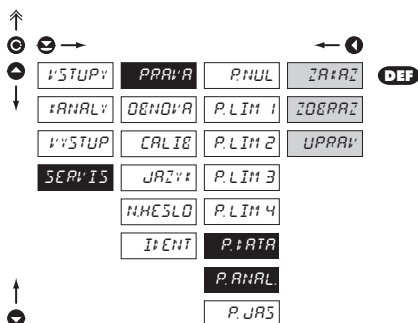 VSTUPY PRAVA P.NUL ZAKAZ DEF
KANALY OBNOVA P.LIM 1 ZOBRAZ
VYSTUP CALIB P.LIM 2 UPRAV
SERVIS JAZYK P.LIM 3
N.HESLO P.LIM 4
IDENT P.DATA
P.ANAL.
P.JAS